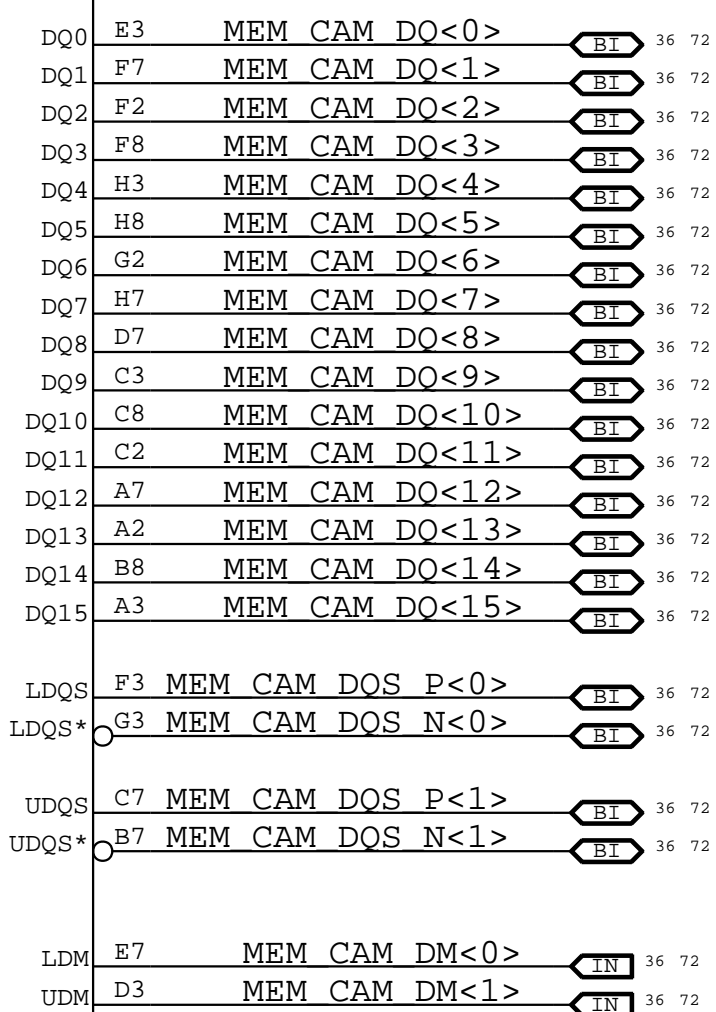 DQ0 E3 MEM_CAM_DQ<0> BI 36 72
DQ1 F7 MEM_CAM_DQ<1> BI 36 72
DQ2 F2 MEM_CAM_DQ<2> BI 36 72
DQ3 F8 MEM_CAM_DQ<3> BI 36 72
DQ4 H3 MEM_CAM_DQ<4> BI 36 72
DQ5 H8 MEM_CAM_DQ<5> BI 36 72
DQ6 G2 MEM_CAM_DQ<6> BI 36 72
DQ7 H7 MEM_CAM_DQ<7> BI 36 72
DQ8 D7 MEM_CAM_DQ<8> BI 36 72
DQ9 C3 MEM_CAM_DQ<9> BI 36 72
DQ10 C8 MEM_CAM_DQ<10> BI 36 72
DQ11 C2 MEM_CAM_DQ<11> BI 36 72
DQ12 A7 MEM_CAM_DQ<12> BI 36 72
DQ13 A2 MEM_CAM_DQ<13> BI 36 72
DQ14 B8 MEM_CAM_DQ<14> BI 36 72
DQ15 A3 MEM_CAM_DQ<15> BI 36 72
LDQS F3 MEM_CAM_DQS_P<0> BI 36 72
LDQS* G3 MEM_CAM_DQS_N<0> BI 36 72
UDQS C7 MEM_CAM_DQS_P<1> BI 36 72
UDQS* B7 MEM_CAM_DQS_N<1> BI 36 72
LDM E7 MEM_CAM_DM<0> IN 36 72
UDM D3 MEM_CAM_DM<1> IN 36 72